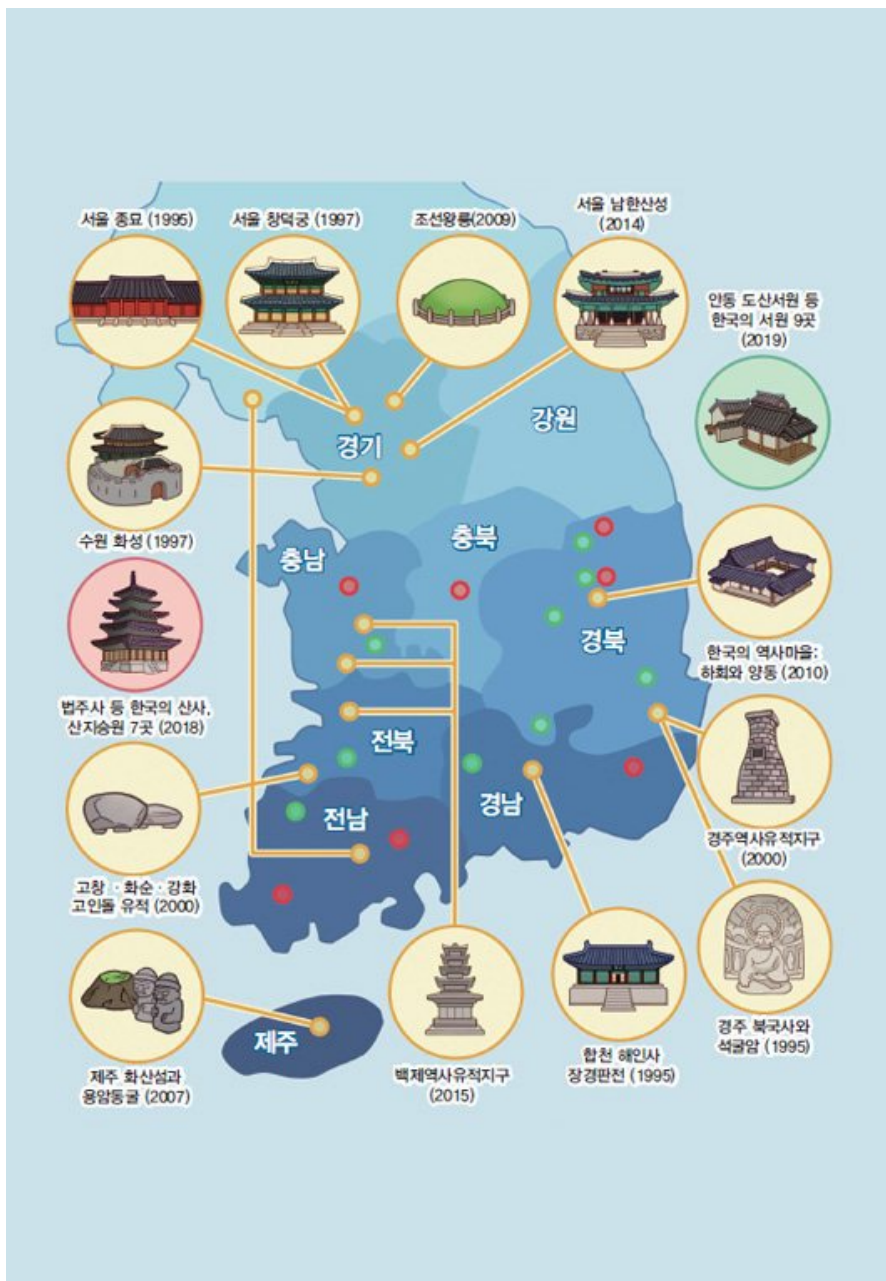 서울 종묘 (1995)
서울 창덕궁 (1997)
조선왕릉(2009)
서울 남한산성
(2014)
안동 도산서원 등
한국의 서원 9곳
(2019)
강원
경기
수원 화성 (1997)
충북
충남
경북
한국의 역사마을:
하회와 양동 (2010)
법주사 등 한국의 산사,
산지승원 7곳 (2018)
전북
경남
전남
경주역사유적지구
(2000)
고창 · 화순 · 강화
고인돌 유적 (2000)
제주
제주 화산섬과
용암동굴 (2007)
백제역사유적지구
(2015)
합천 해인사
장경판전 (1995)
경주 북국사와
석굴암 (1995)